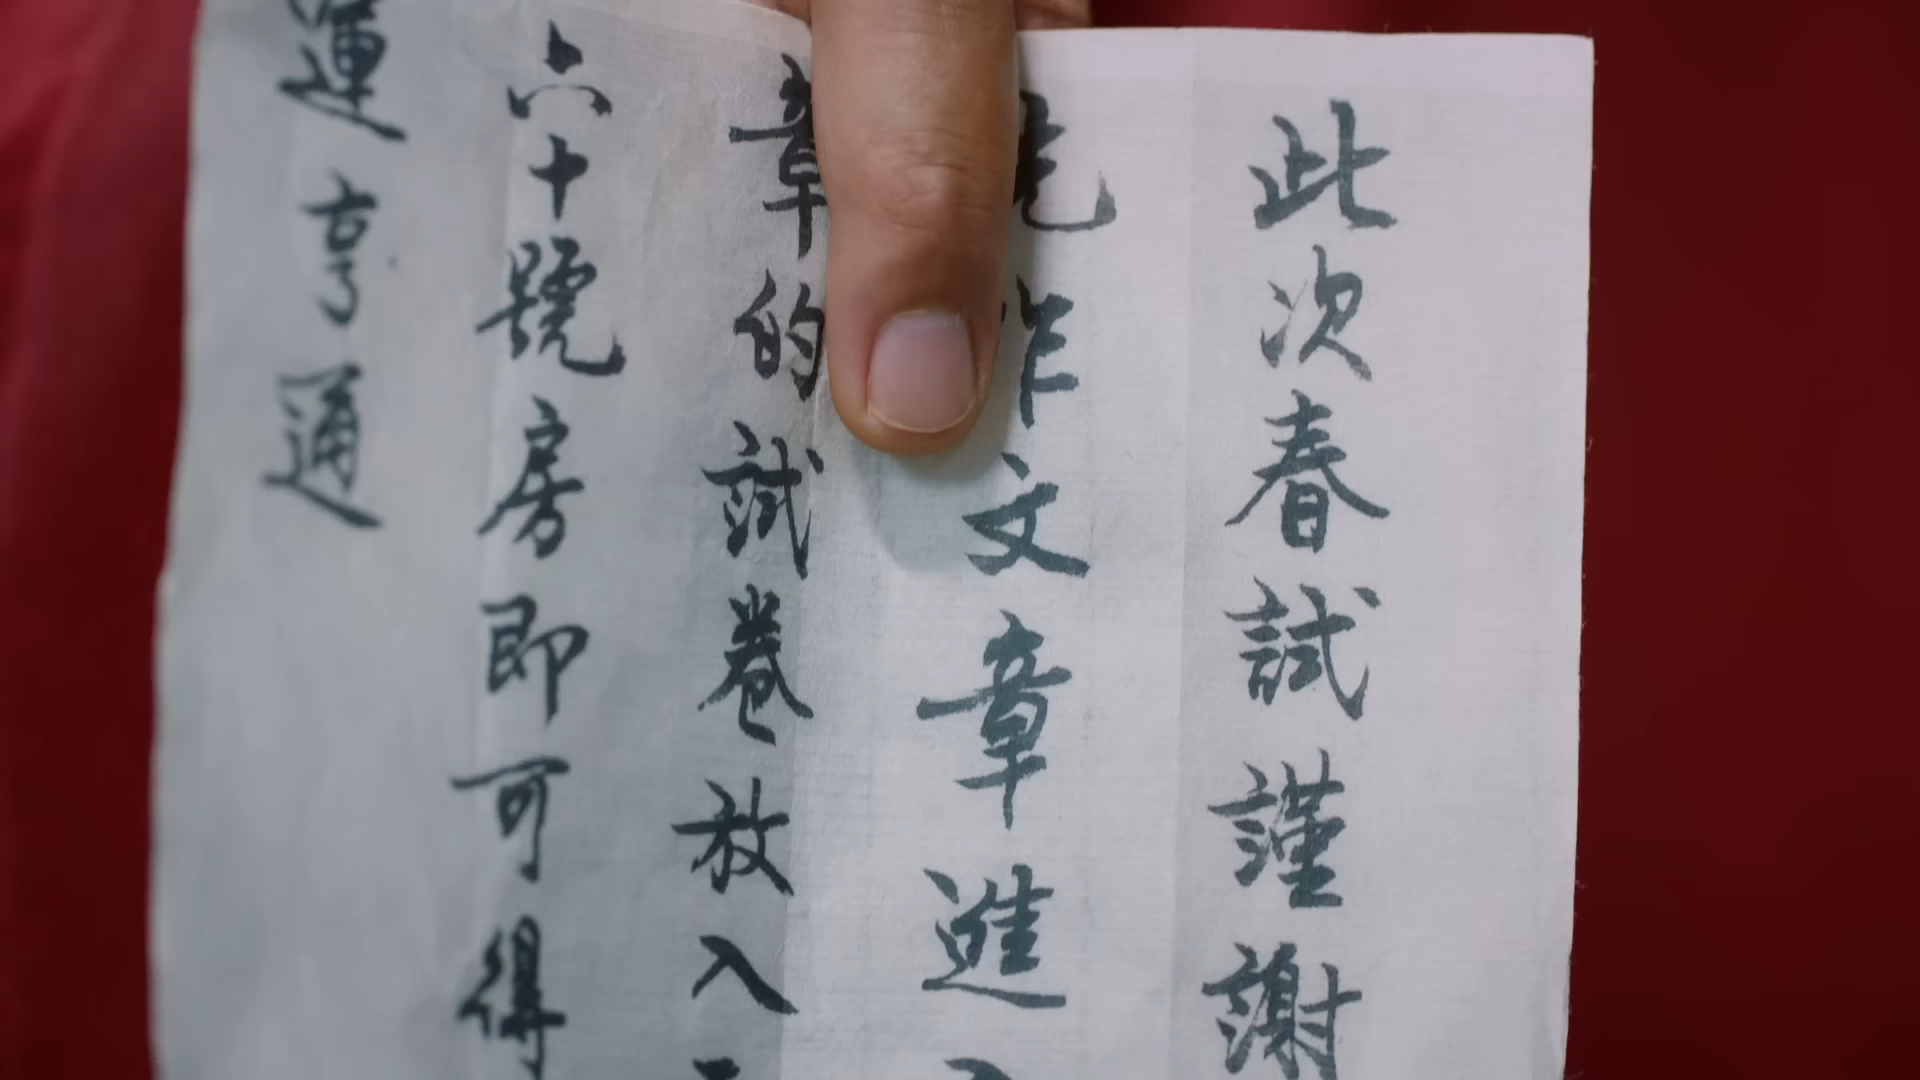 此次春試謹謝
作文章進
章的試卷放入
六十號房即可得
運亨通